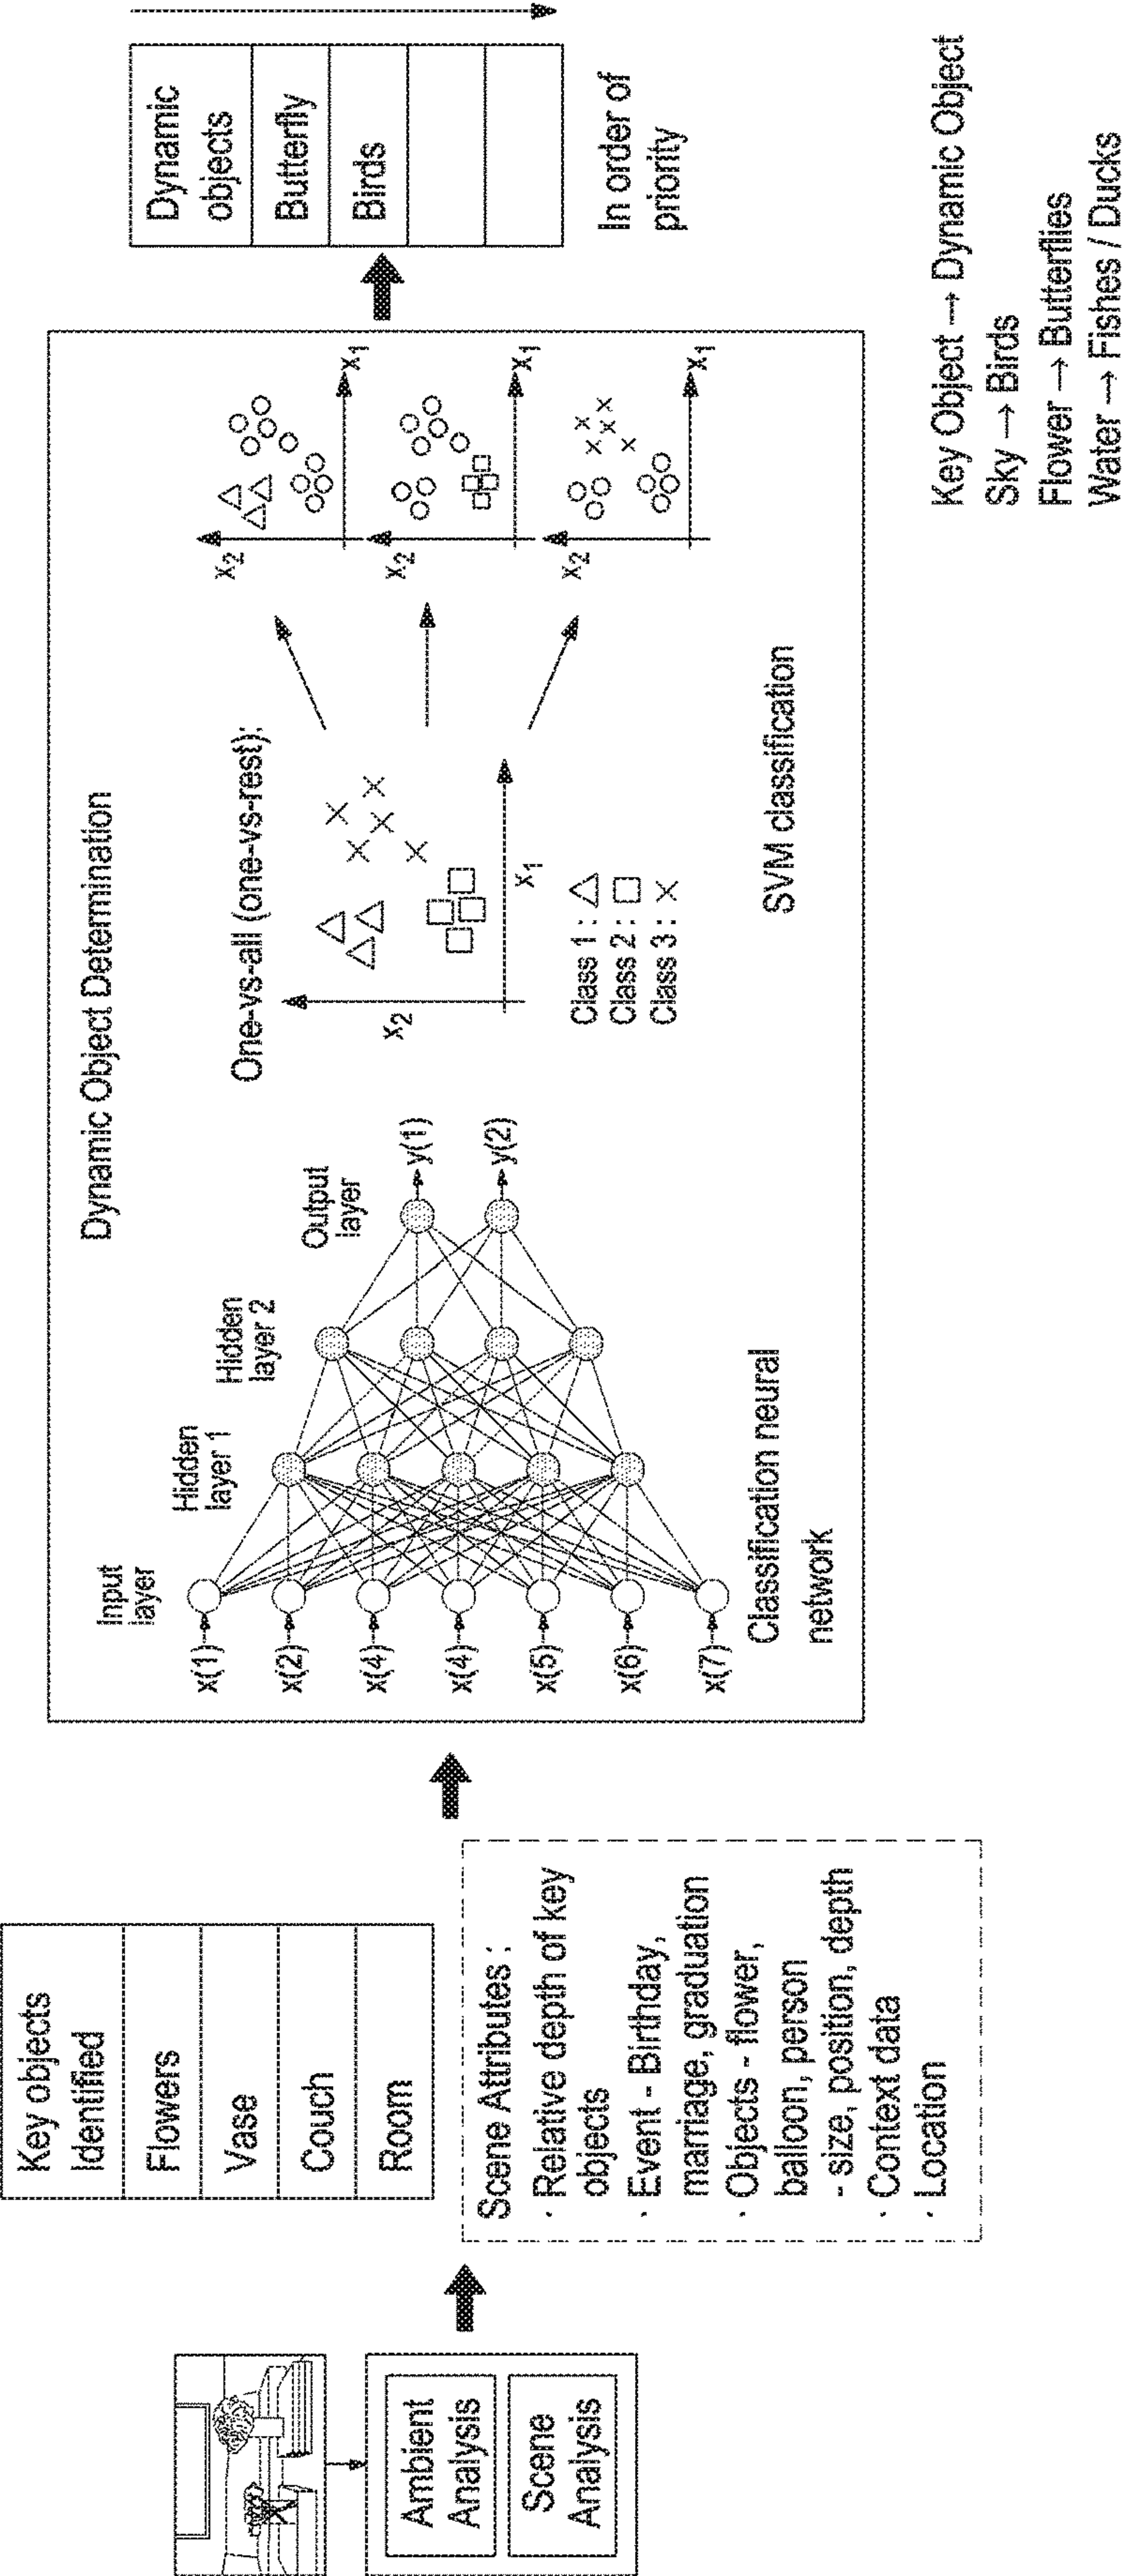 Ambient
Analysis
Scene
Analysis
Key objects
Identified
Flowers
Vase
Couch
Room
Scene Attributes :
· Relative depth of key
objects
· Event - Birthday,
marriage, graduation
· Objects - flower,
balloon, person
- size, position, depth
· Context data
· Location
Dynamic Object Determination
Input
layer
Hidden
layer 1
Hidden
layer 2
Output
layer
x(1)
x(2)
x(4)
x(4)
x(5)
x(6)
x(7)
y(1)
y(2)
Classification neural
network
One-vs-all (one-vs-rest):
x₂
x₁
Class 1 : △
Class 2 : □
Class 3 : ×
x₂
x₁
x₂
x₁
x₂
x₁
SVM classification
Dynamic
objects
Butterfly
Birds
In order of
priority
Key Object → Dynamic Object
Sky → Birds
Flower → Butterflies
Water → Fishes / Ducks